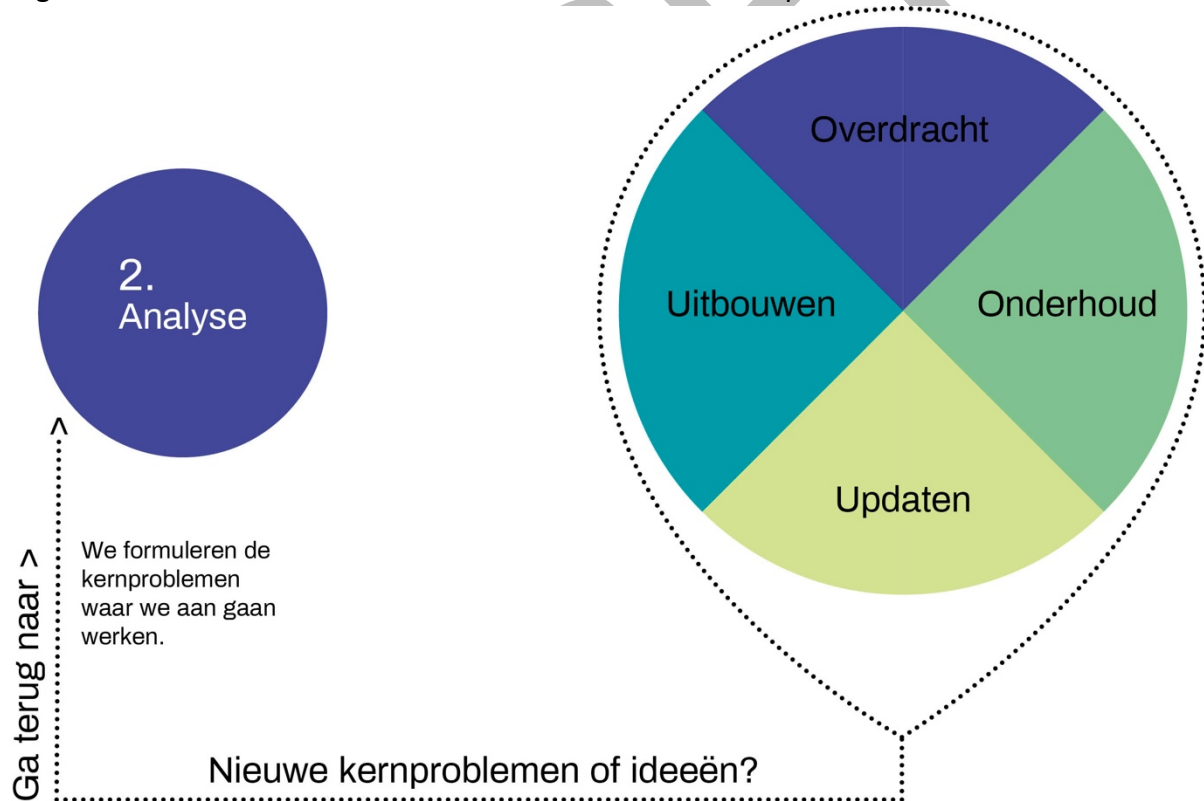 Overdracht
2.
Analyse
Uitbouwen
Onderhoud
Updaten
We formuleren de
kernproblemen
waar we aan gaan
werken.
Ga terug naar >
Nieuwe kernproblemen of ideeën?